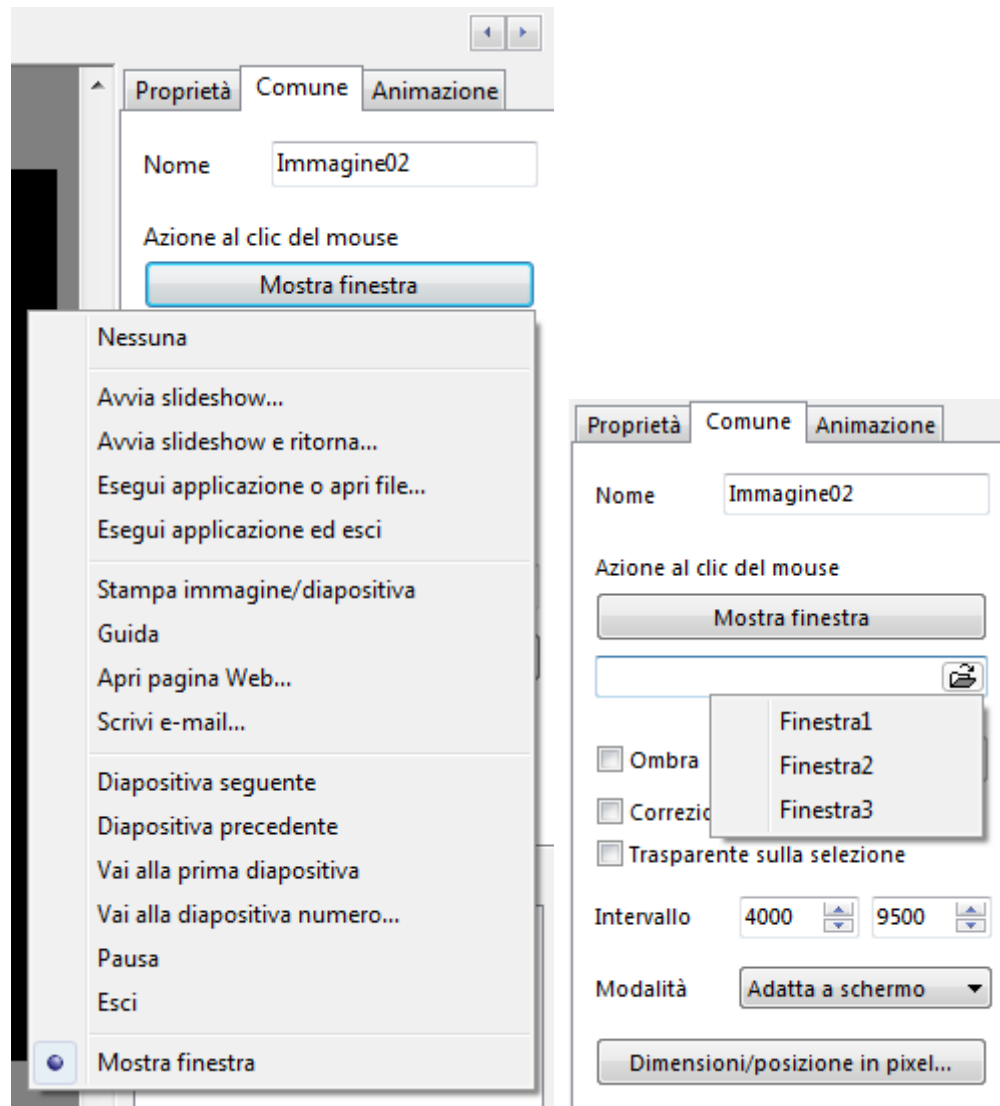 Proprietà Comune Animazione
Nome Immagine02
Azione al clic del mouse
Mostra finestra
Nessuna
Avvia slideshow...
Avvia slideshow e ritorna...
Esegui applicazione o apri file...
Esegui applicazione ed esci
Stampa immagine/diapositiva
Guida
Apri pagina Web...
Scrivi e-mail...
Diapositiva seguente
Diapositiva precedente
Vai alla prima diapositiva
Vai alla diapositiva numero...
Pausa
Esci
Mostra finestra
Proprietà Comune Animazione
Nome Immagine02
Azione al clic del mouse
Mostra finestra
Finestra1
Finestra2
Finestra3
Ombra
Correzio
Trasparente sulla selezione
Intervallo 4000 9500
Modalità Adatta a schermo
Dimensioni/posizione in pixel...